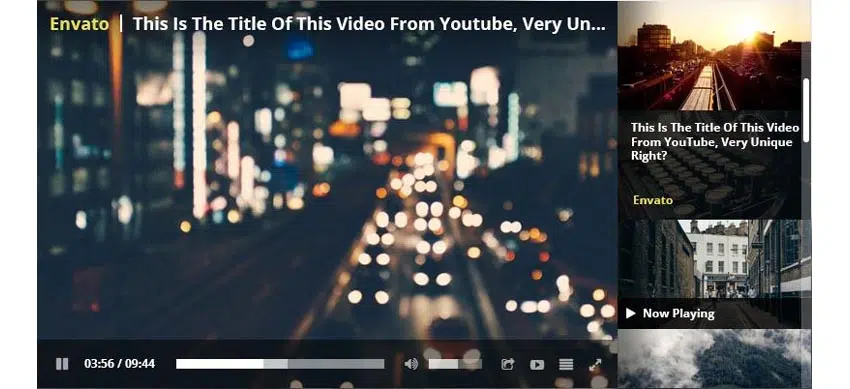 Envato | This Is The Title Of This Video From Youtube, Very Un...
This Is The Title Of This Video
From YouTube, Very Unique
Right?
Envato
Now Playing
03:56 / 09:44